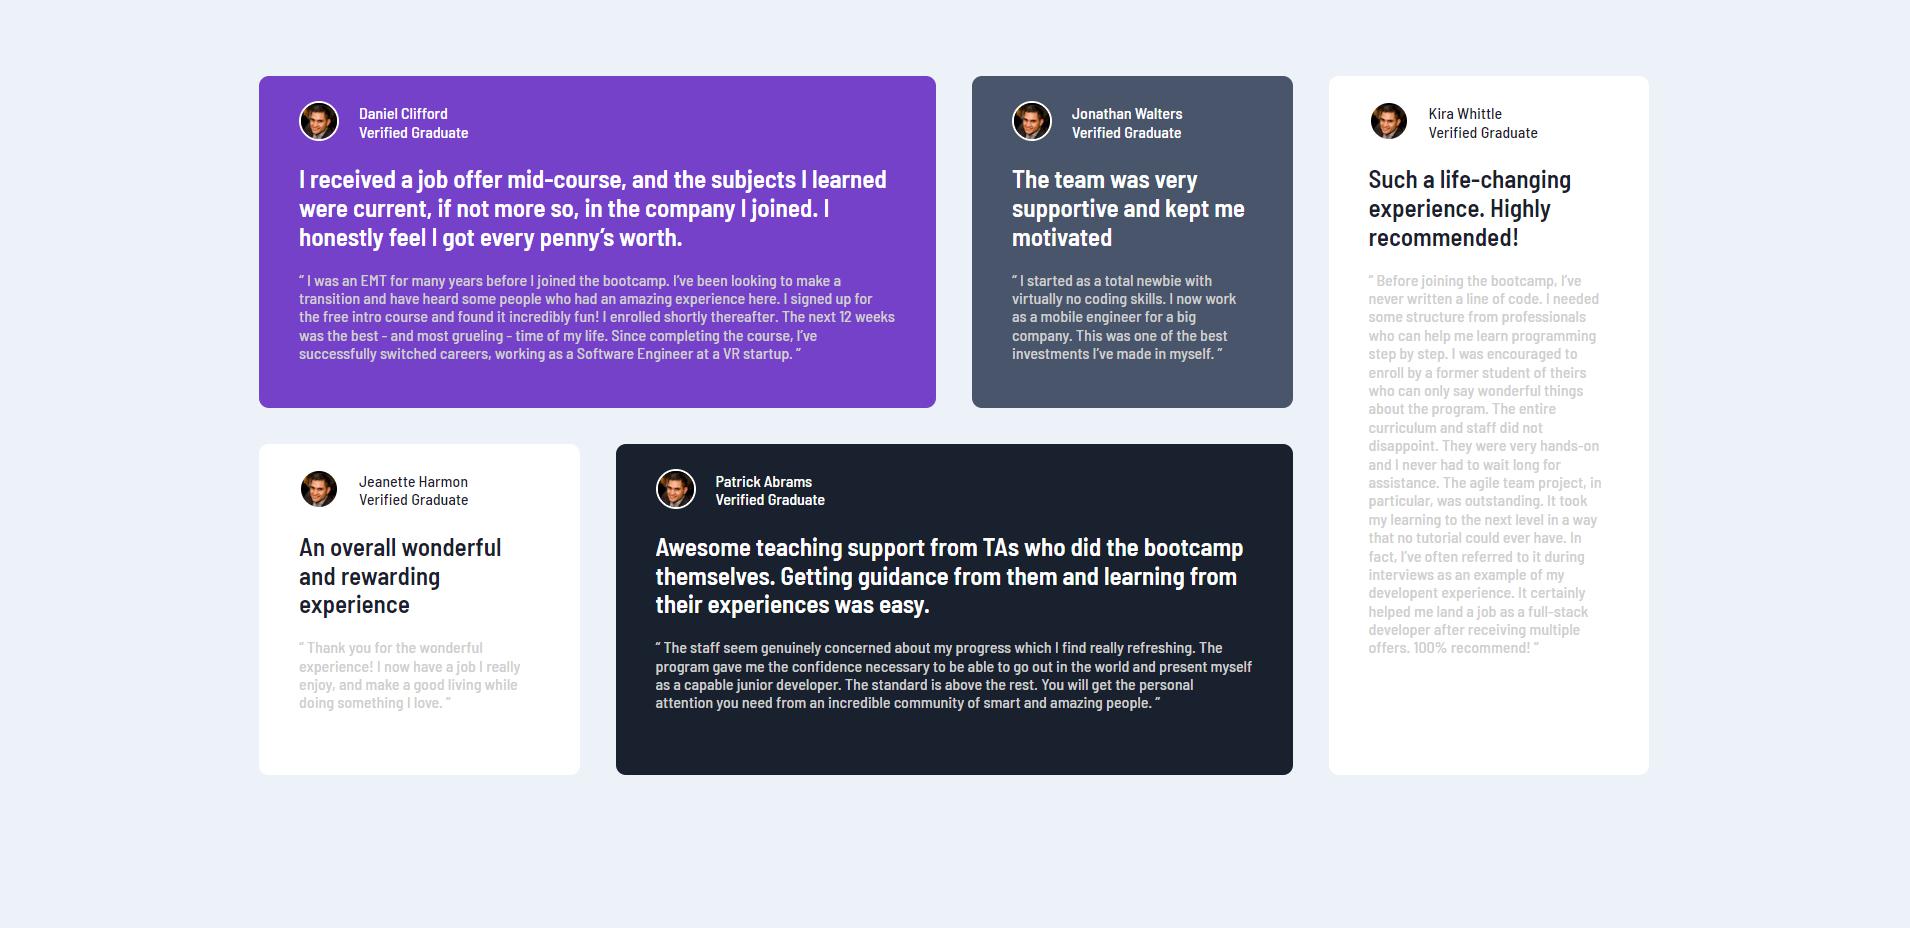 Daniel Clifford
Verified Graduate
I received a job offer mid-course, and the subjects I learned
were current, if not more so, in the company I joined. I
honestly feel I got every penny’s worth.
“ I was an EMT for many years before I joined the bootcamp. I’ve been looking to make a
transition and have heard some people who had an amazing experience here. I signed up for
the free intro course and found it incredibly fun! I enrolled shortly thereafter. The next 12 weeks
was the best - and most grueling - time of my life. Since completing the course, I’ve
successfully switched careers, working as a Software Engineer at a VR startup. ”
Jonathan Walters
Verified Graduate
The team was very
supportive and kept me
motivated
“ I started as a total newbie with
virtually no coding skills. I now work
as a mobile engineer for a big
company. This was one of the best
investments I’ve made in myself. ”
Kira Whittle
Verified Graduate
Such a life-changing
experience. Highly
recommended!
“ Before joining the bootcamp, I’ve
never written a line of code. I needed
some structure from professionals
who can help me learn programming
step by step. I was encouraged to
enroll by a former student of theirs
who can only say wonderful things
about the program. The entire
curriculum and staff did not
disappoint. They were very hands-on
and I never had to wait long for
assistance. The agile team project, in
particular, was outstanding. It took
my learning to the next level in a way
that no tutorial could ever have. In
fact, I’ve often referred to it during
interviews as an example of my
developent experience. It certainly
helped me land a job as a full-stack
developer after receiving multiple
offers. 100% recommend! ”
Jeanette Harmon
Verified Graduate
An overall wonderful
and rewarding
experience
“ Thank you for the wonderful
experience! I now have a job I really
enjoy, and make a good living while
doing something I love. ”
Patrick Abrams
Verified Graduate
Awesome teaching support from TAs who did the bootcamp
themselves. Getting guidance from them and learning from
their experiences was easy.
“ The staff seem genuinely concerned about my progress which I find really refreshing. The
program gave me the confidence necessary to be able to go out in the world and present myself
as a capable junior developer. The standard is above the rest. You will get the personal
attention you need from an incredible community of smart and amazing people. ”